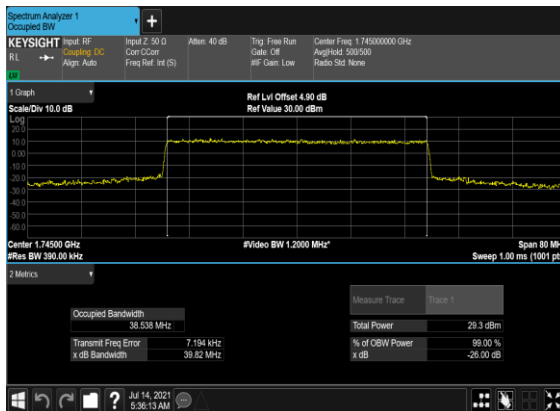 Spectrum Analyzer 1
Occupied BW
KEYSIGHT
RL
Input: RF
Coupling: DC
Align: Auto
Input Z: 50 Ω
Corr CCorr
Freq Ref: Int (S)
Atten: 40 dB
Trig: Free Run
Gate: Off
#IF Gain: Low
Center Freq: 1.745000000 GHz
Avg|Hold: 500/500
Radio Std: None
1 Graph
Scale/Div 10.0 dB
Ref Lvl Offset 4.90 dB
Ref Value 30.00 dBm
Log
20.0
10.0
0.00
-10.0
-20.0
-30.0
-40.0
-50.0
-60.0
Center 1.74500 GHz
#Res BW 390.00 kHz
#Video BW 1.2000 MHz*
Span 80 MH
Sweep 1.00 ms (1001 pts
2 Metrics
Measure Trace
Trace 1
Occupied Bandwidth
38.538 MHz
Total Power
29.3 dBm
Transmit Freq Error
7.194 kHz
% of OBW Power
99.00 %
x dB Bandwidth
39.82 MHz
x dB
-26.00 dB
Jul 14, 2021
5:36:13 AM